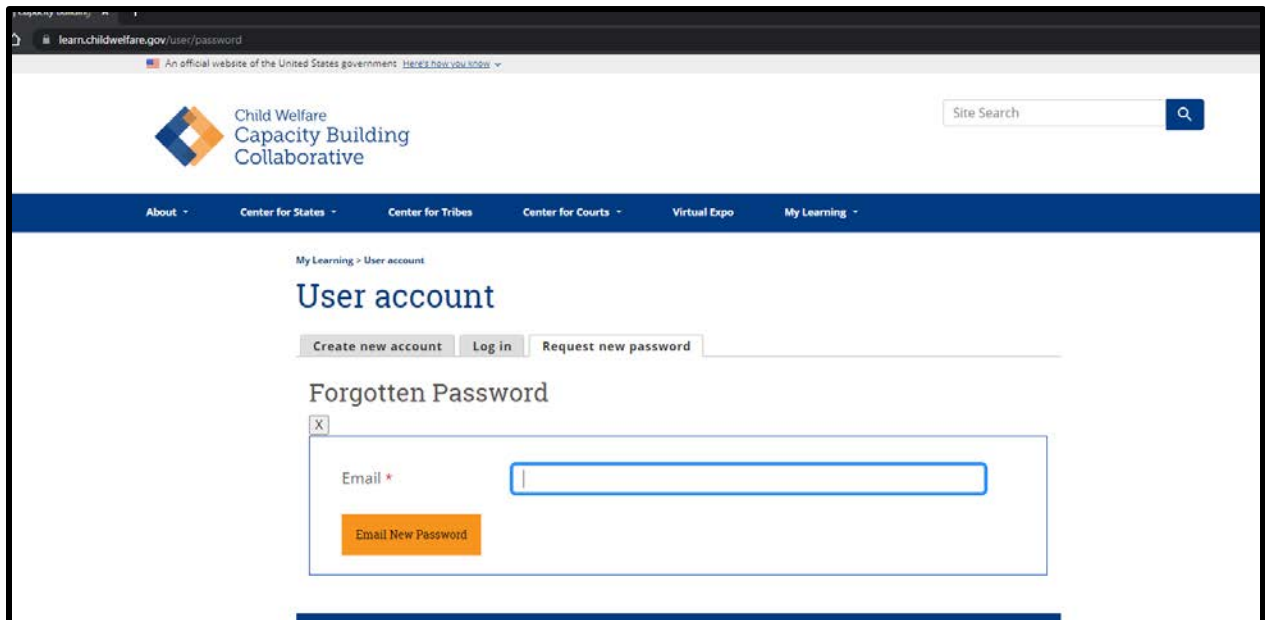 learn.childwelfare.gov/user/password
An official website of the United States government Here's how you know
Child Welfare
Capacity Building
Collaborative
Site Search
About
Center for States
Center for Tribes
Center for Courts
Virtual Expo
My Learning
My Learning > User account
User account
Create new account
Log in
Request new password
Forgotten Password
X
Email *
Email New Password